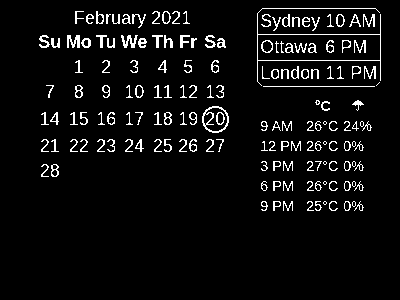 February 2021
Su Mo Tu We Th Fr Sa
1 2 3 4 5 6
7 8 9 10 11 12 13
14 15 16 17 18 19 20
21 22 23 24 25 26 27
28
Sydney 10 AM
Ottawa 6 PM
London 11 PM
°C ☂
9 AM 26°C 24%
12 PM 26°C 0%
3 PM 27°C 0%
6 PM 26°C 0%
9 PM 25°C 0%